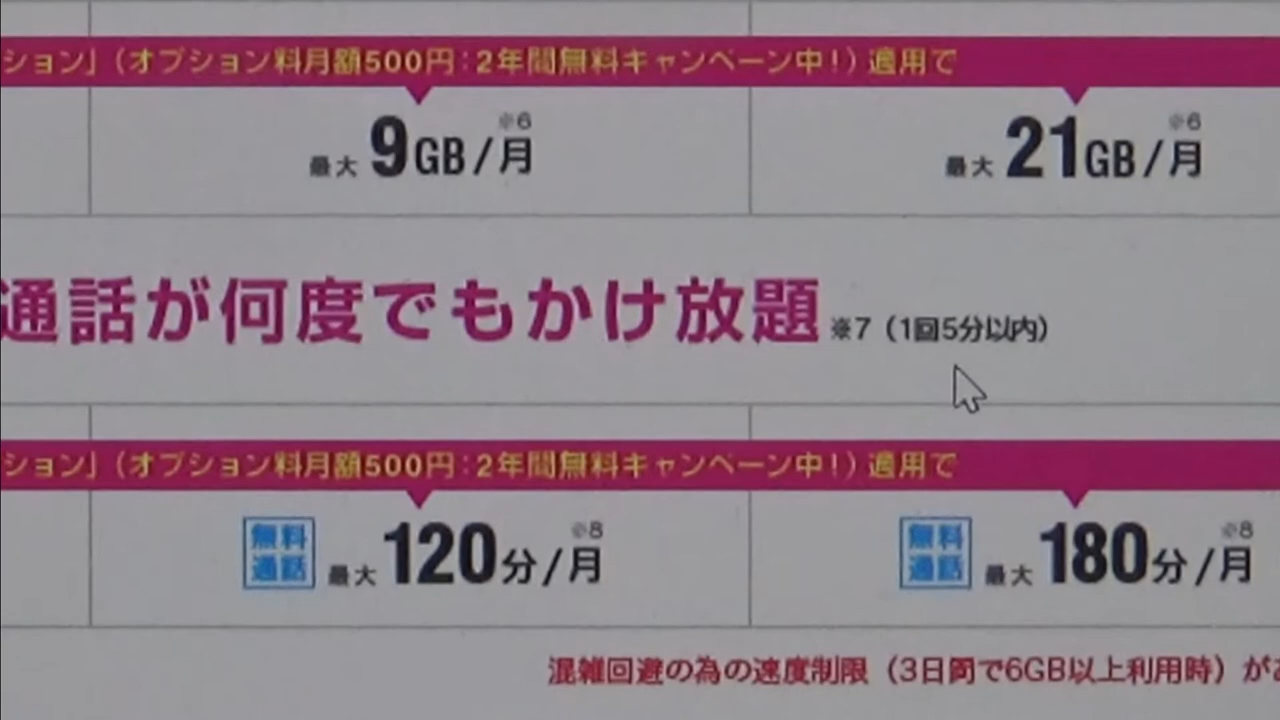 ション」（オプション料月額500円：2年間無料キャンペーン中！）適用で
最大9GB/月※6
最大21GB/月※6
通話が何度でもかけ放題※7（1回5分以内）
ション」（オプション料月額500円：2年間無料キャンペーン中！）適用で
無料通話 最大120分/月※8
無料通話 最大180分/月※8
混雑回避の為の速度制限（3日間で6GB以上利用時）が